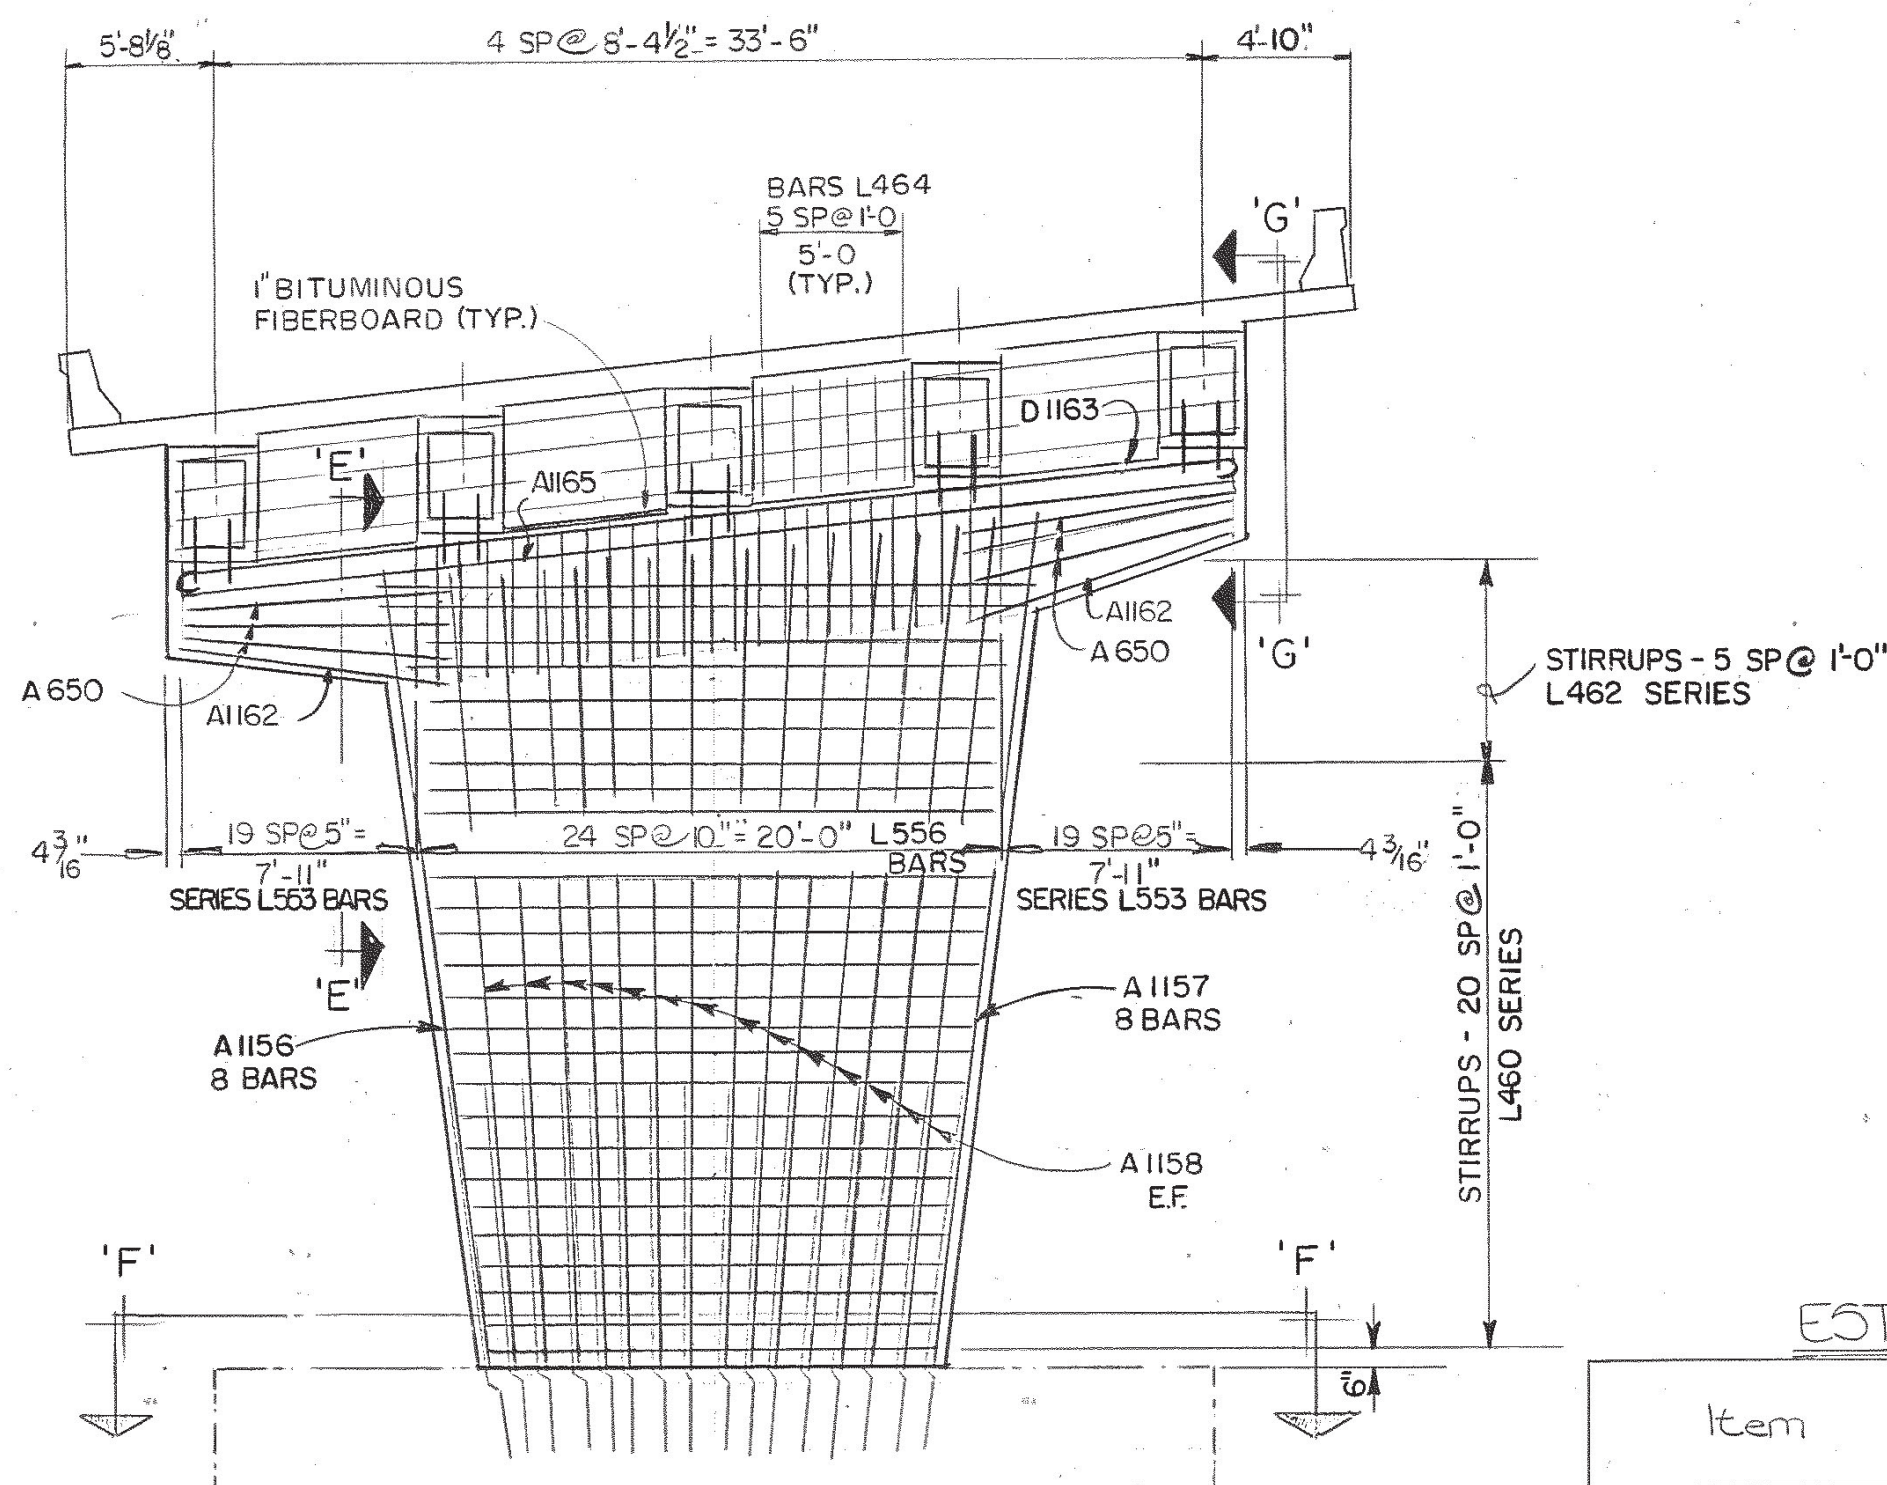 5'-8⅛"
4 SP@ 8'-4½" = 33'-6"
4'-10"
BARS L464
5 SP@1'-0
5'-0
(TYP.)
'G'
1" BITUMINOUS
FIBERBOARD (TYP.)
D1163
'E'
A1165
A1162
A650
'G'
STIRRUPS - 5 SP@ 1'-0"
L462 SERIES
A650
A1162
4 3/16"
19 SP@5"=
7'-11"
SERIES L553 BARS
24 SP@10"= 20'-0" L556
BARS
19 SP@5"=
7'-11"
SERIES L553 BARS
4 3/16"
'E'
A1156
8 BARS
A1157
8 BARS
A1158
E.F.
STIRRUPS - 20 SP@ 1'-0"
L460 SERIES
'F'
'F'
6"
EST
Item